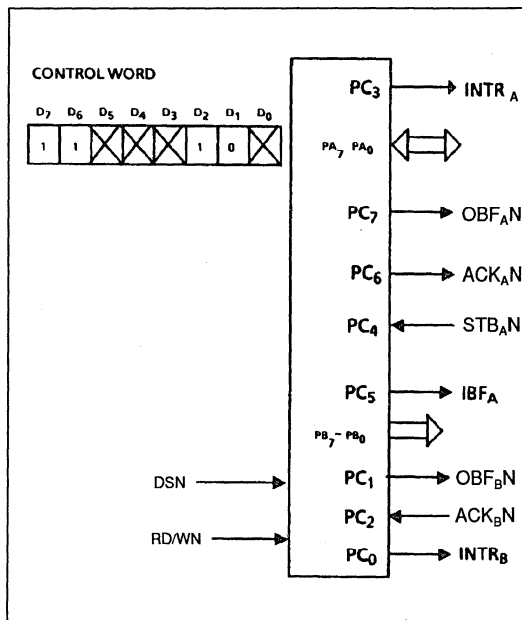 CONTROL WORD
D7 D6 D5 D4 D3 D2 D1 D0
1 1 X X X 1 0 X
PC3 INTR A
PA7 PA0
PC7 OBFAN
PC6 ACKAN
PC4 STBAN
PC5 IBFA
PB7 – PB0
DSN
PC1 OBFBN
PC2 ACKBN
RD/WN
PC0 INTRB